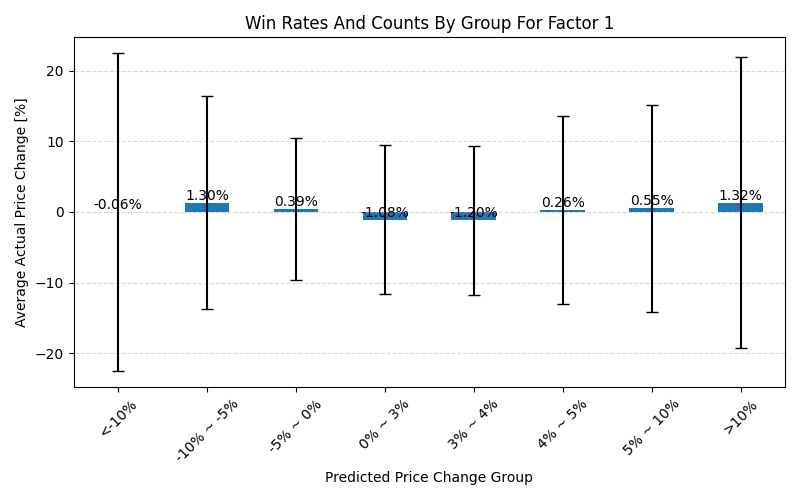 Win Rates And Counts By Group For Factor 1
Average Actual Price Change [%]
20
10
0
−10
−20
-0.06%
1.30%
0.39%
-1.08%
-1.20%
0.26%
0.55%
1.32%
<-10%
-10% ~ -5%
-5% ~ 0%
0% ~ 3%
3% ~ 4%
4% ~ 5%
5% ~ 10%
>10%
Predicted Price Change Group